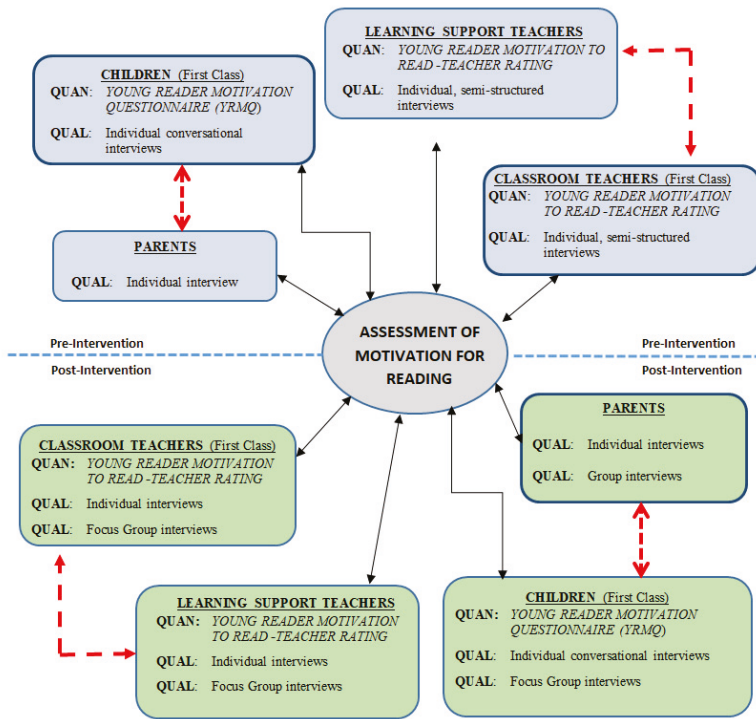 LEARNING SUPPORT TEACHERS
QUAN: YOUNG READER MOTIVATION TO
READ -TEACHER RATING
QUAL: Individual, semi-structured
interviews
CHILDREN (First Class)
QUAN: YOUNG READER MOTIVATION
QUESTIONNAIRE (YRMQ)
QUAL: Individual conversational
interviews
CLASSROOM TEACHERS (First Class)
QUAN: YOUNG READER MOTIVATION
TO READ -TEACHER RATING
QUAL: Individual, semi-structured
interviews
PARENTS
QUAL: Individual interview
ASSESSMENT OF
MOTIVATION FOR
READING
Pre-Intervention
Post-Intervention
Pre-Intervention
Post-Intervention
PARENTS
QUAL: Individual interviews
QUAL: Group interviews
CLASSROOM TEACHERS (First Class)
QUAN: YOUNG READER MOTIVATION
TO READ -TEACHER RATING
QUAL: Individual interviews
QUAL: Focus Group interviews
LEARNING SUPPORT TEACHERS
QUAN: YOUNG READER MOTIVATION
TO READ -TEACHER RATING
QUAL: Individual interviews
QUAL: Focus Group interviews
CHILDREN (First Class)
QUAN: YOUNG READER MOTIVATION
QUESTIONNAIRE (YRMQ)
QUAL: Individual conversational interviews
QUAL: Focus Group interviews